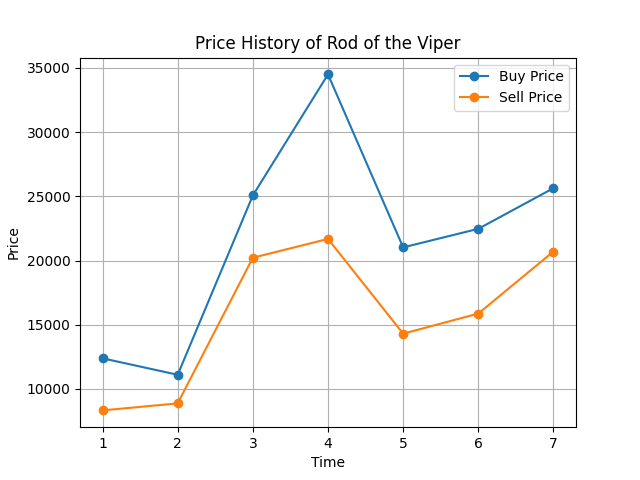 Price History of Rod of the Viper
Buy Price
Sell Price
35000
30000
25000
20000
15000
10000
Price
1 2 3 4 5 6 7
Time